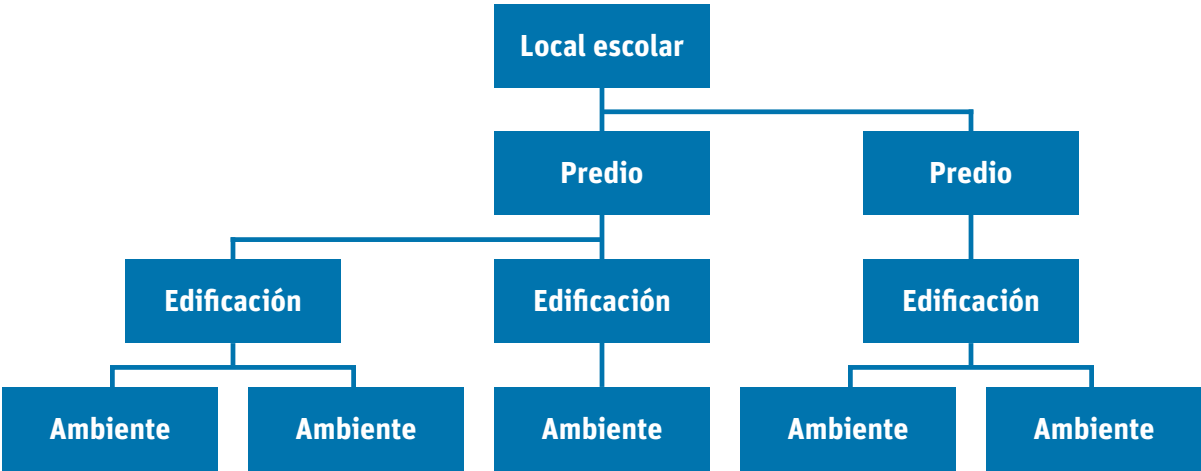 Local escolar
Predio
Predio
Edificación
Edificación
Edificación
Ambiente
Ambiente
Ambiente
Ambiente
Ambiente